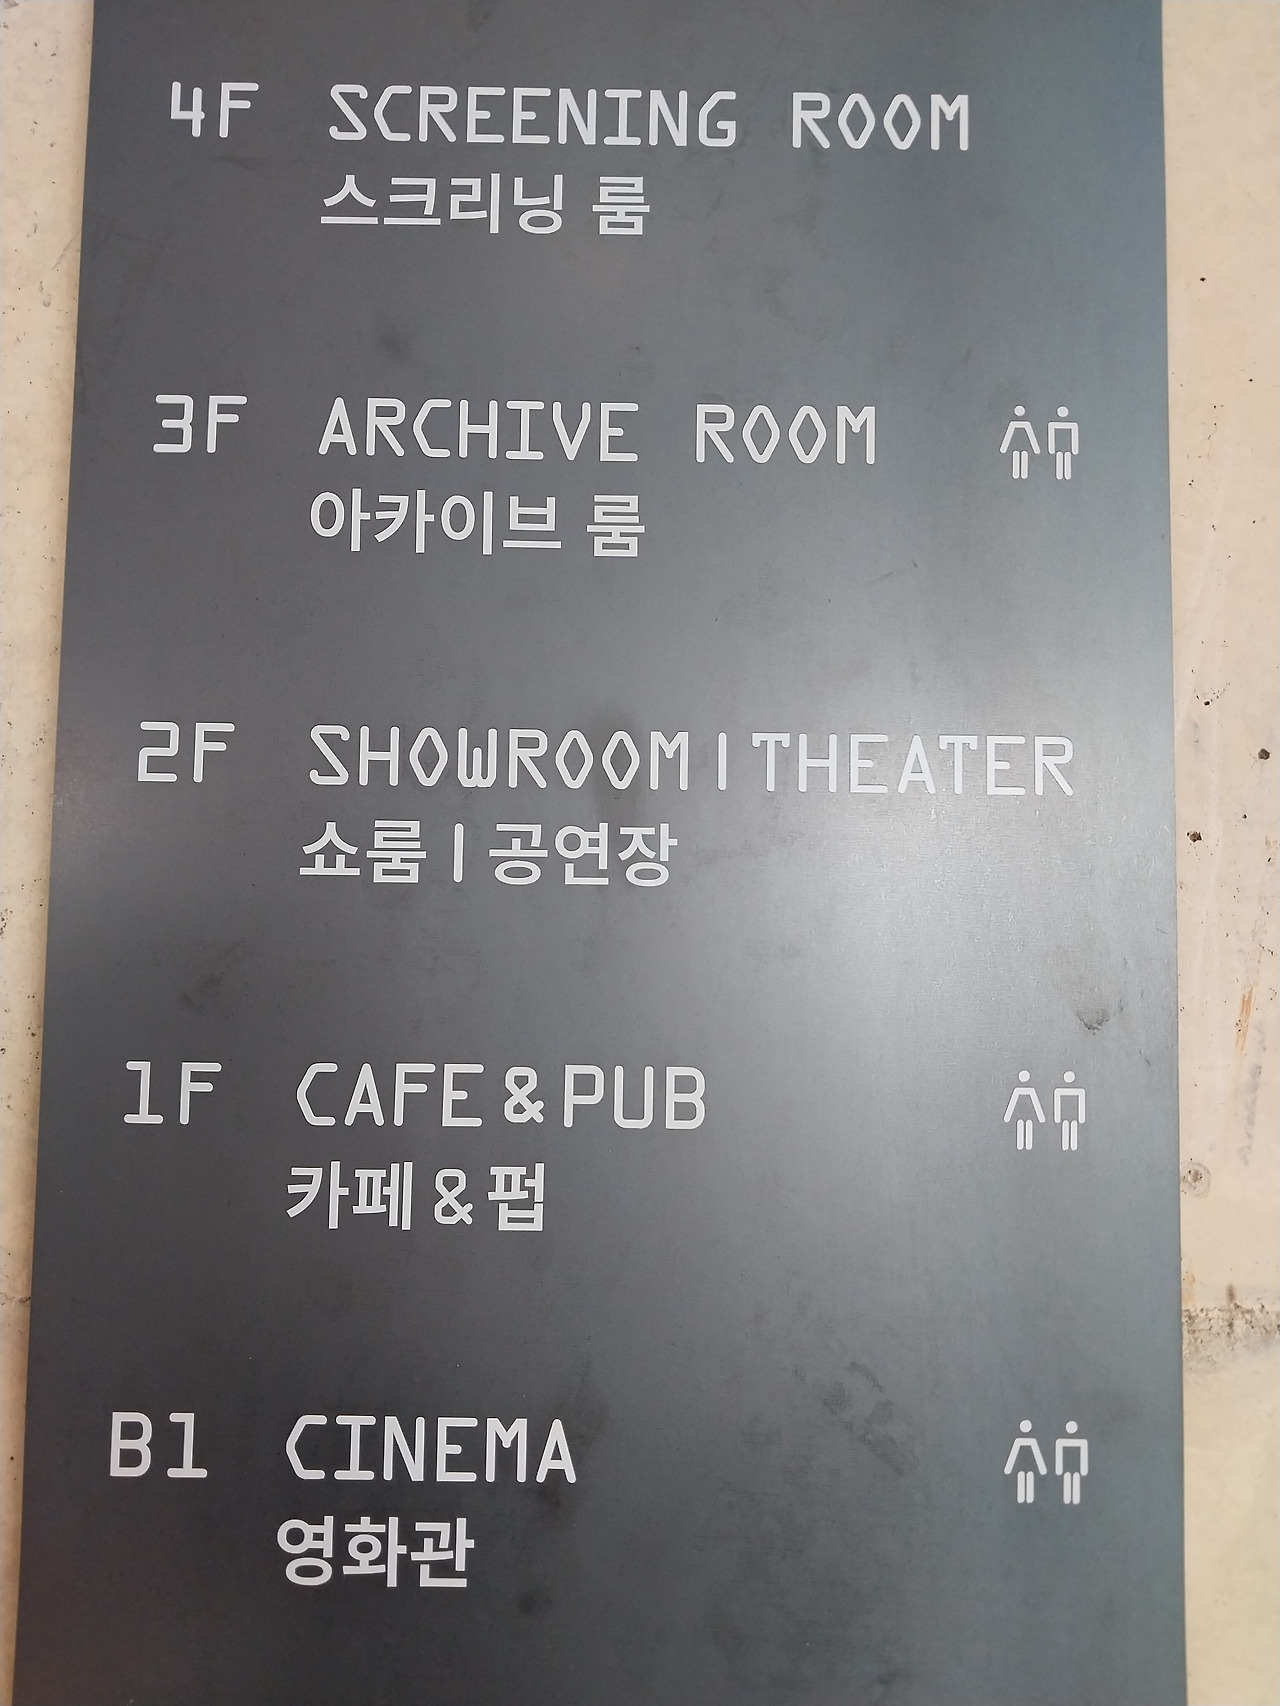 4F SCREENING ROOM
스크리닝 룸
3F ARCHIVE ROOM
아카이브 룸
2F SHOWROOM|THEATER
쇼룸|공연장
1F CAFE&PUB
카페&펍
B1 CINEMA
영화관